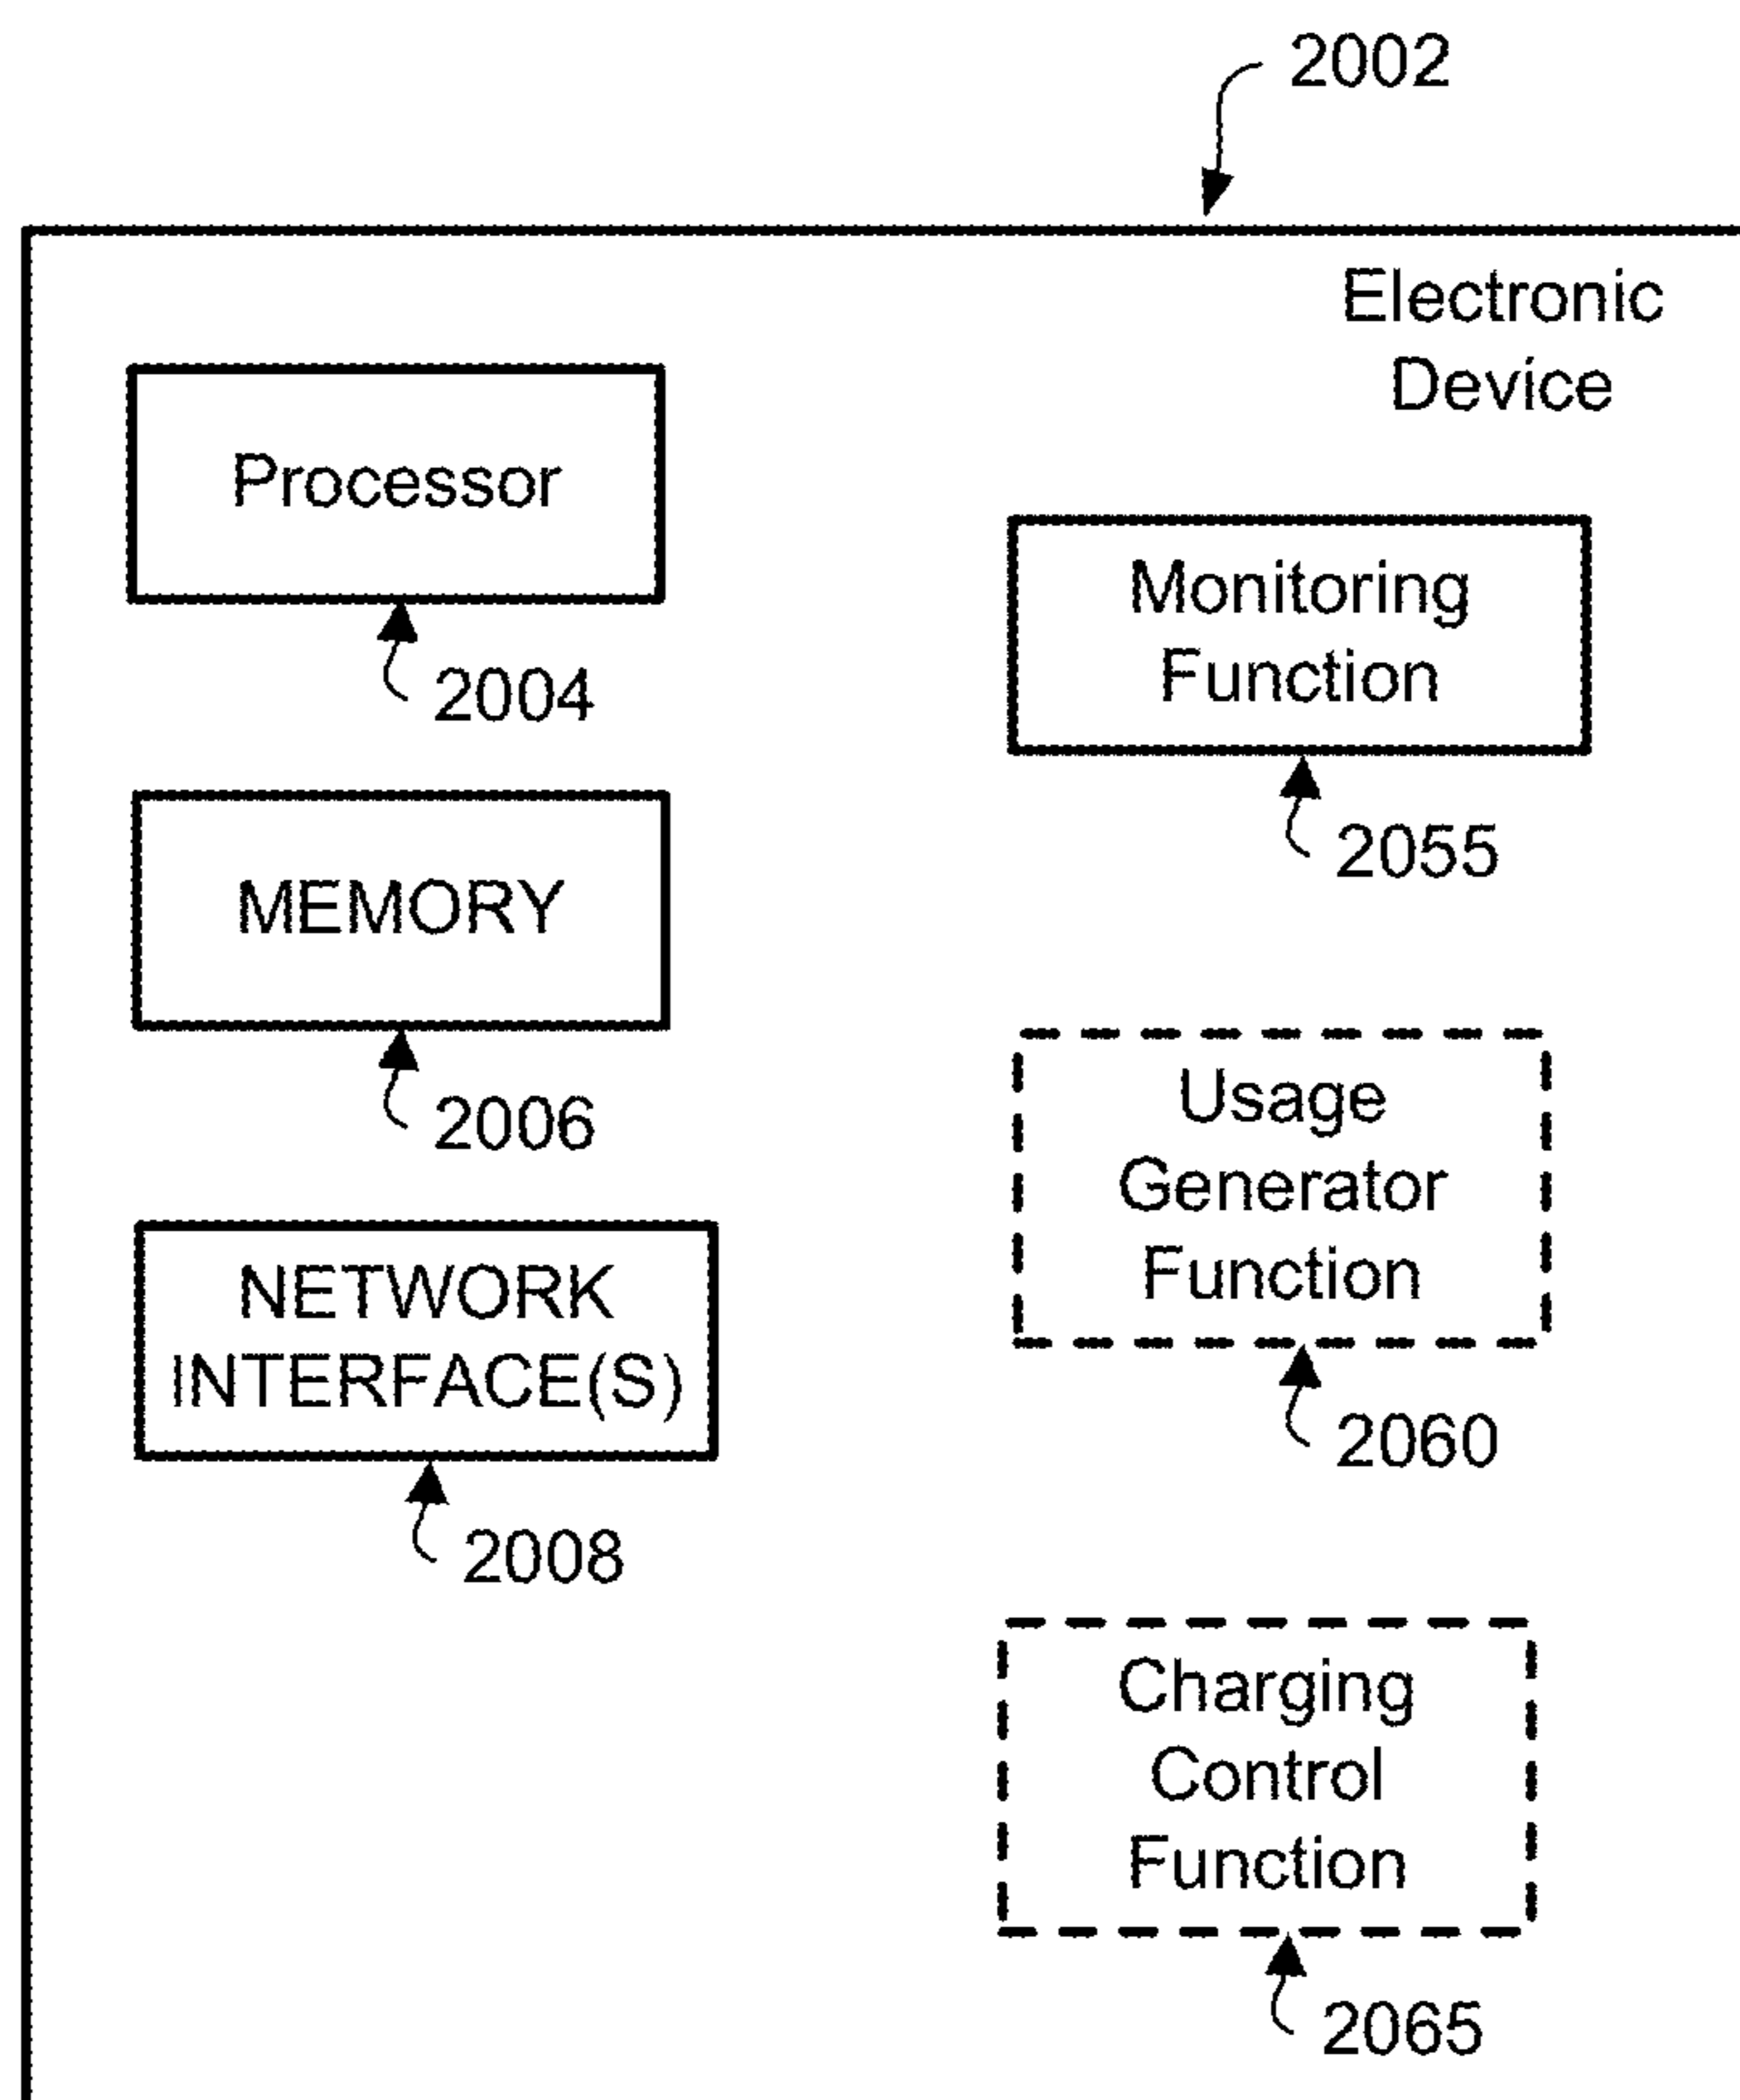 2002
Electronic
Device
Processor
2004
MEMORY
2006
NETWORK
INTERFACE(S)
2008
Monitoring
Function
2055
Usage
Generator
Function
2060
Charging
Control
Function
2065